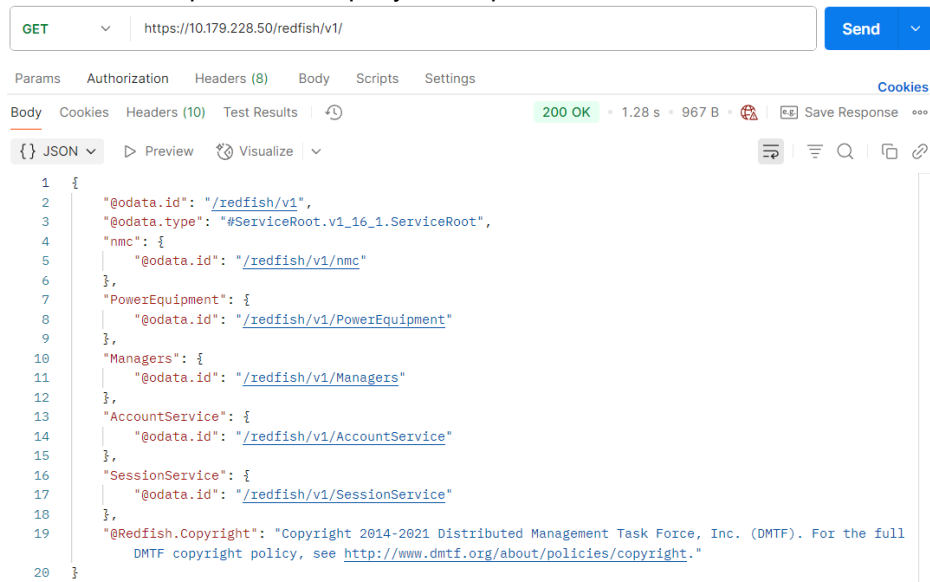 GET https://10.179.228.50/redfish/v1/ Send
Params Authorization Headers (8) Body Scripts Settings
Cookies
Body Cookies Headers (10) Test Results 200 OK 1.28 s 967 B e.g. Save Response
{} JSON Preview Visualize
1 {
2 "@odata.id": "/redfish/v1",
3 "@odata.type": "#ServiceRoot.v1_16_1.ServiceRoot",
4 "nmc": {
5 "@odata.id": "/redfish/v1/nmc"
6 },
7 "PowerEquipment": {
8 "@odata.id": "/redfish/v1/PowerEquipment"
9 },
10 "Managers": {
11 "@odata.id": "/redfish/v1/Managers"
12 },
13 "AccountService": {
14 "@odata.id": "/redfish/v1/AccountService"
15 },
16 "SessionService": {
17 "@odata.id": "/redfish/v1/SessionService"
18 },
19 "@Redfish.Copyright": "Copyright 2014-2021 Distributed Management Task Force, Inc. (DMTF). For the full
DMTF copyright policy, see http://www.dmtf.org/about/policies/copyright."
20 }